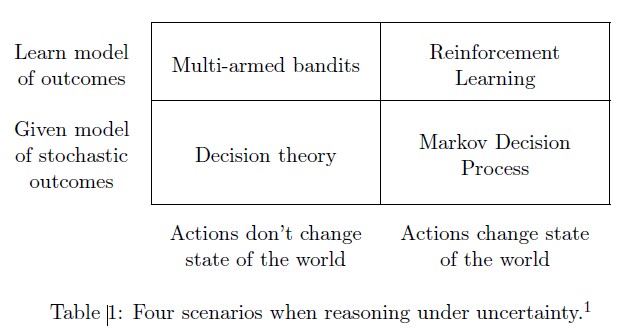 Learn model
of outcomes
Multi-armed bandits
Reinforcement
Learning
Given model
of stochastic
outcomes
Decision theory
Markov Decision
Process
Actions don't change
state of the world
Actions change state
of the world
Table 1: Four scenarios when reasoning under uncertainty.¹